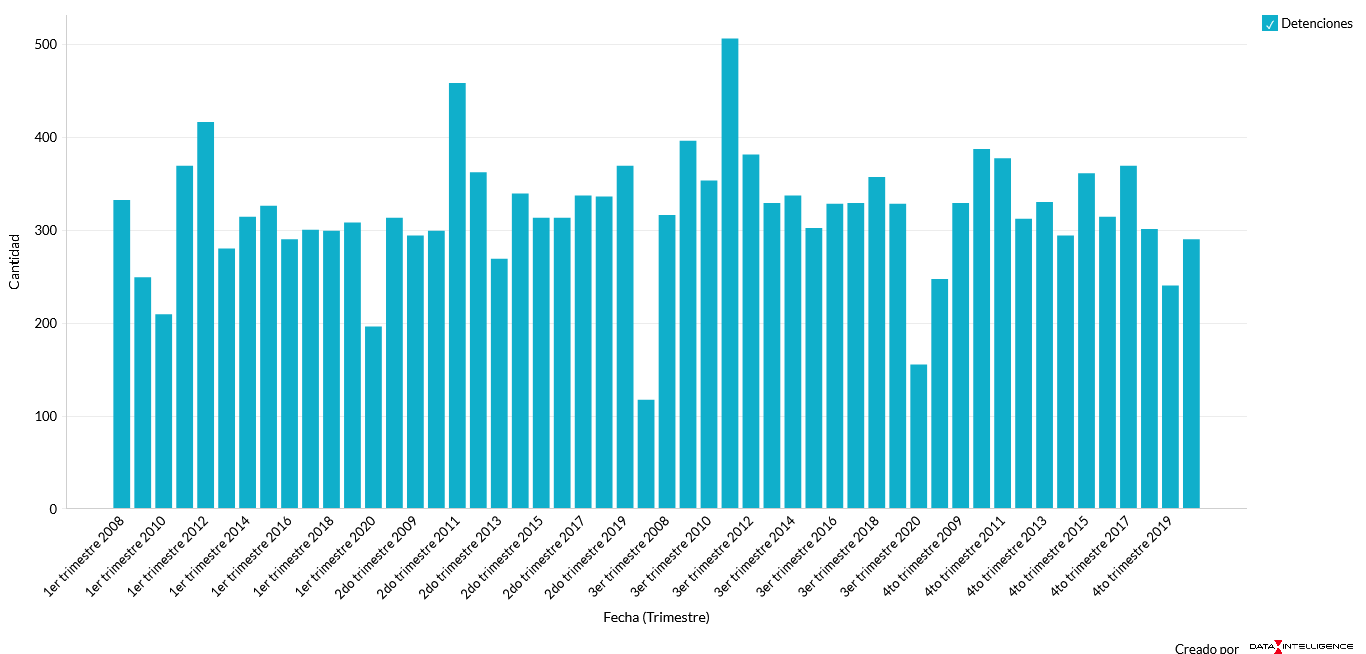 Detenciones
500
400
300
200
100
0
Cantidad
1er trimestre 2008
1er trimestre 2010
1er trimestre 2012
1er trimestre 2014
1er trimestre 2016
1er trimestre 2018
1er trimestre 2020
2do trimestre 2009
2do trimestre 2011
2do trimestre 2013
2do trimestre 2015
2do trimestre 2017
2do trimestre 2019
3er trimestre 2008
3er trimestre 2010
3er trimestre 2012
3er trimestre 2014
3er trimestre 2016
3er trimestre 2018
3er trimestre 2020
4to trimestre 2009
4to trimestre 2011
4to trimestre 2013
4to trimestre 2015
4to trimestre 2017
4to trimestre 2019
Fecha (Trimestre)
Creado por DATA INTELLIGENCE